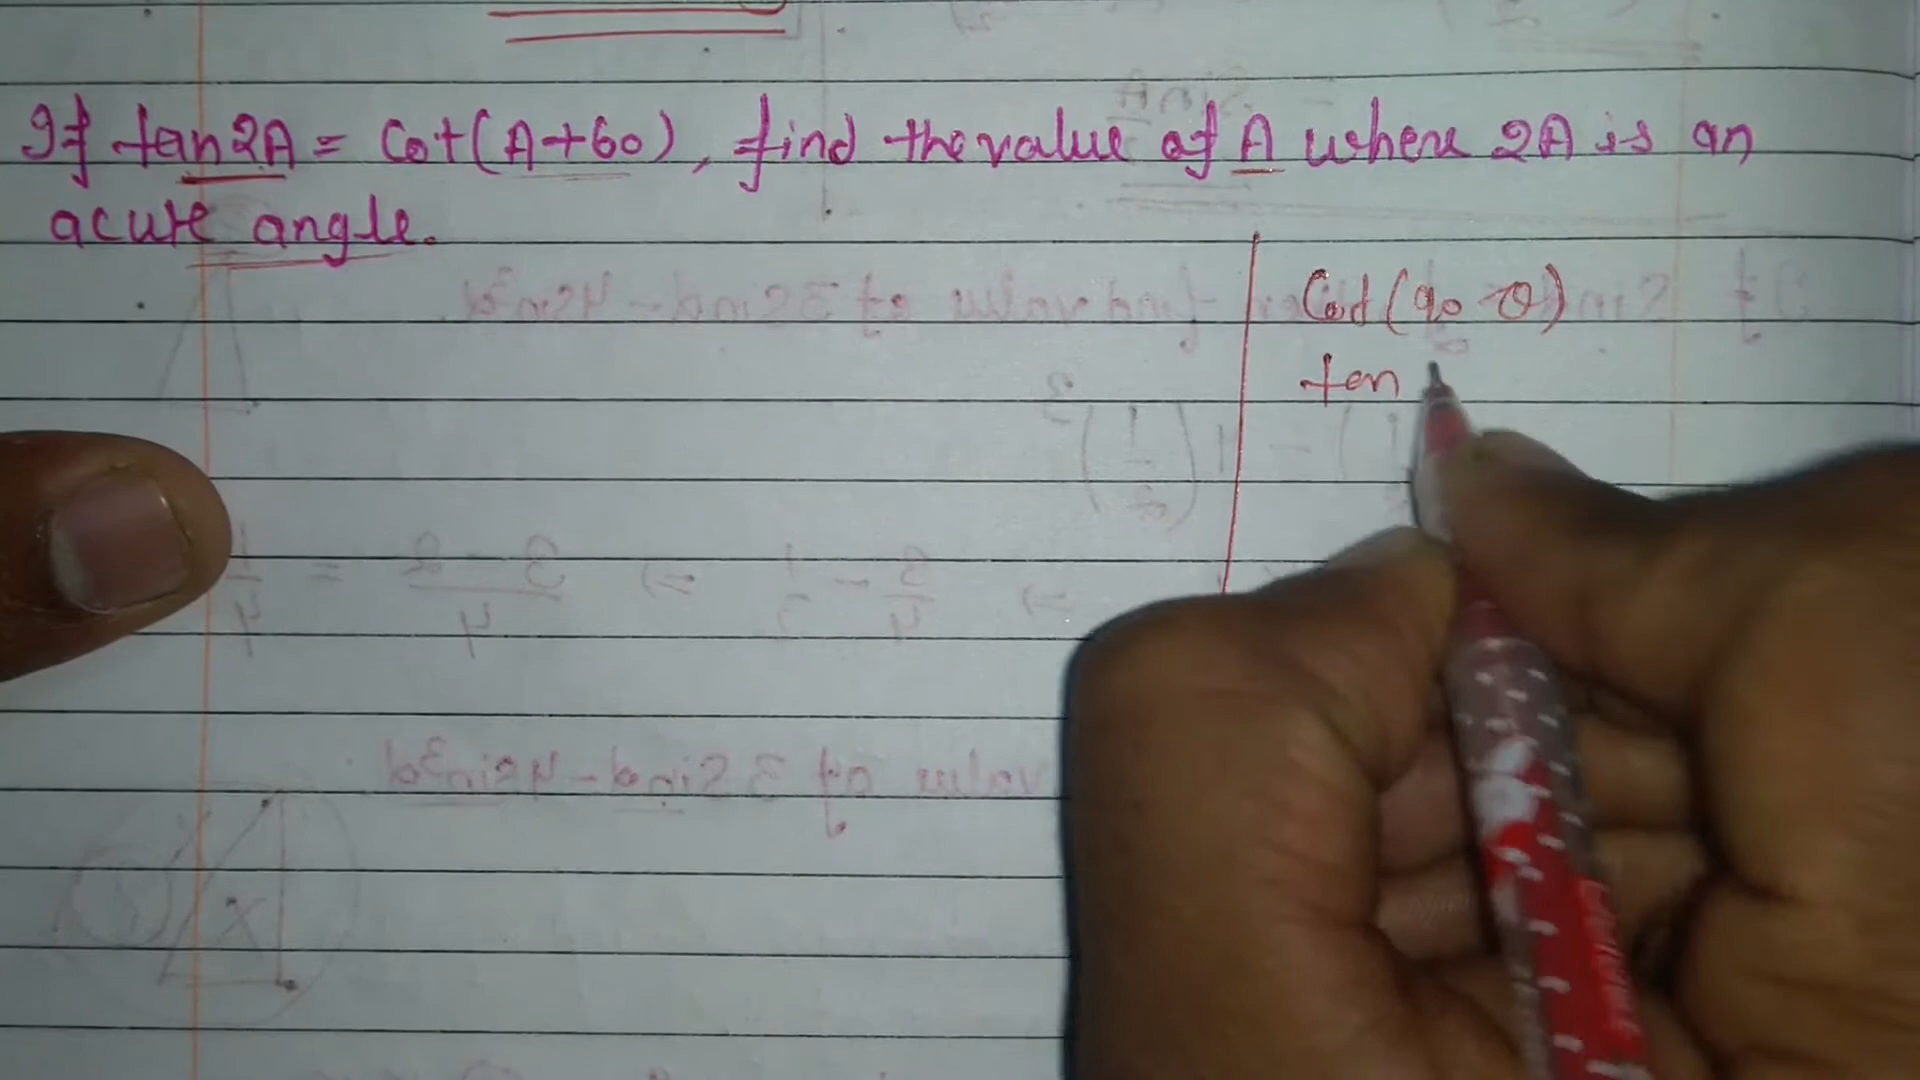 If tan2A = Cot(A+60), find the value of A where 2A is an
acute angle.
Cot(90-θ)
tan